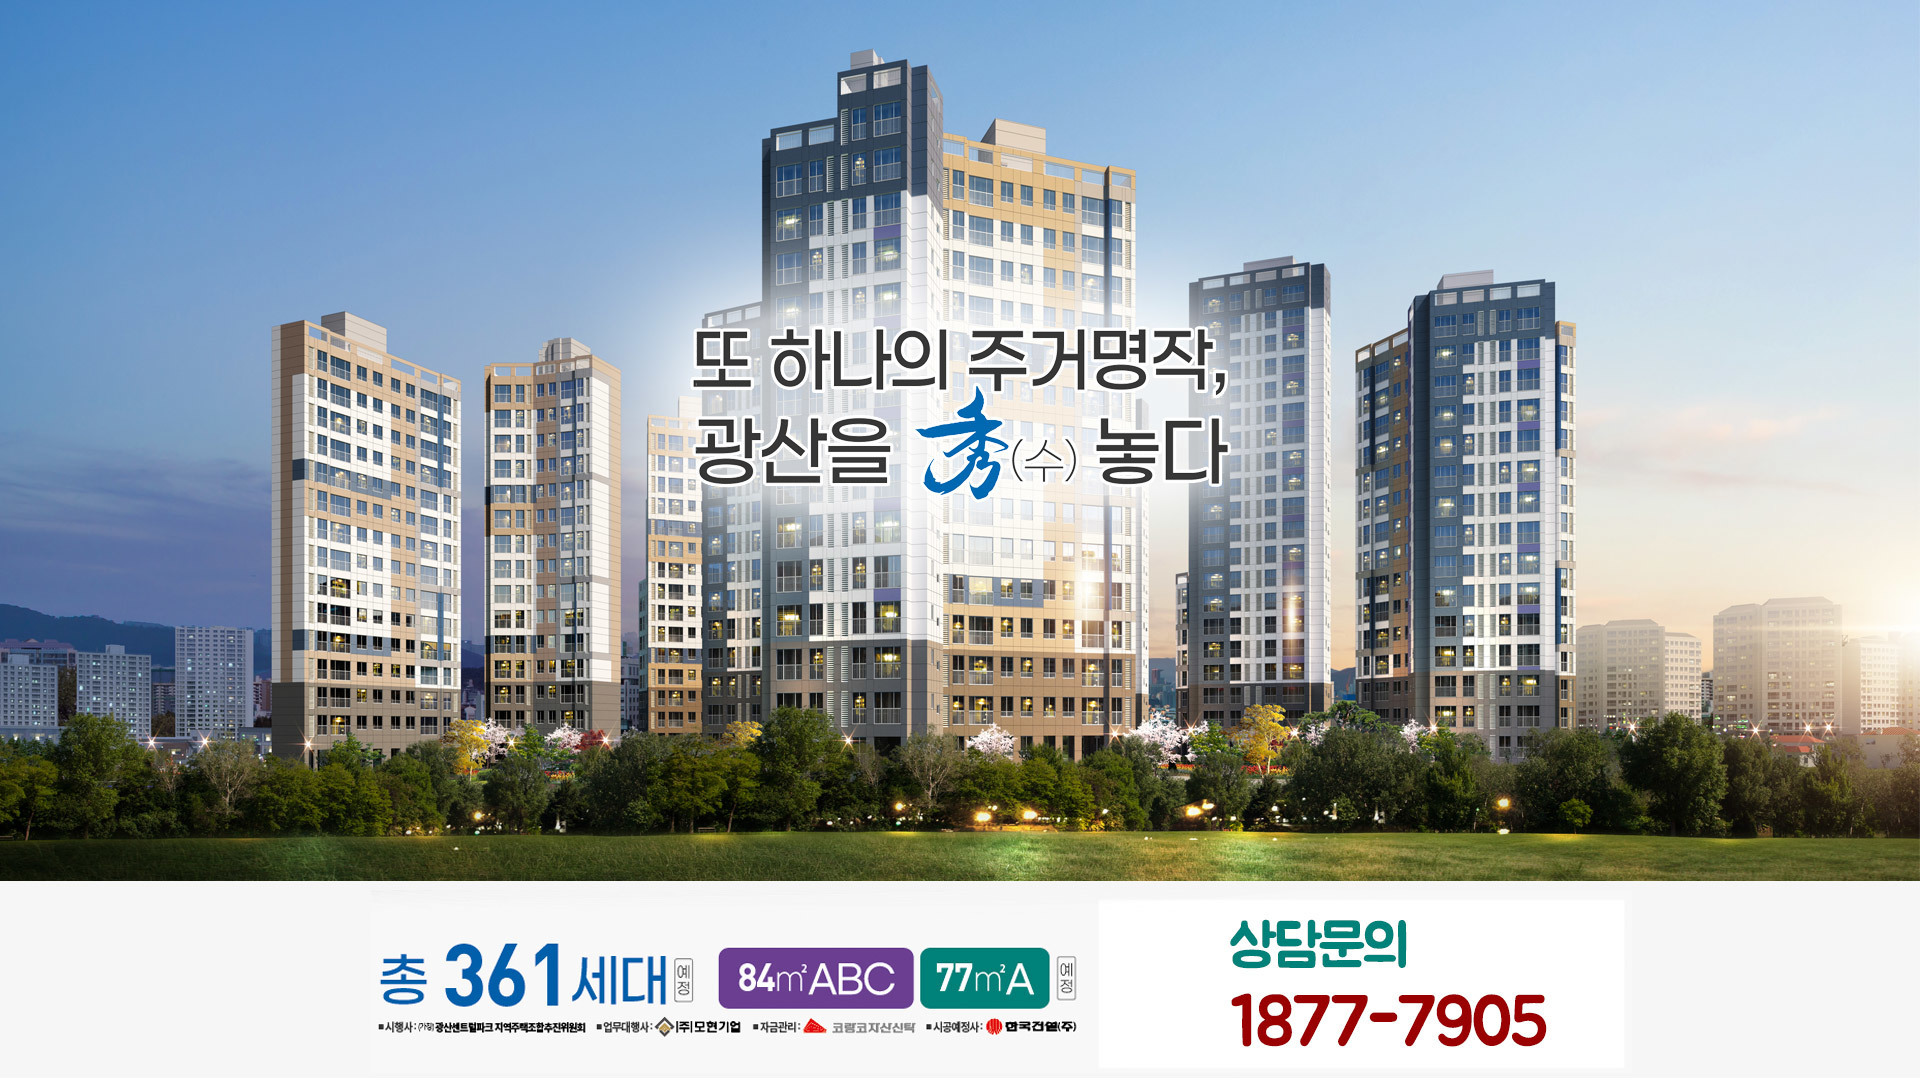 또 하나의 주거명작,
광산을 秀(수) 놓다
총 361세대 예정
84㎡ABC 77㎡A 예정
■시행사: (가칭)광산센트럴파크 지역주택조합추진위원회 ■업무대행사: (주)모현기업 ■자금관리: 코람코자산신탁 ■시공예정사: 한국건설(주)
상담문의
1877-7905